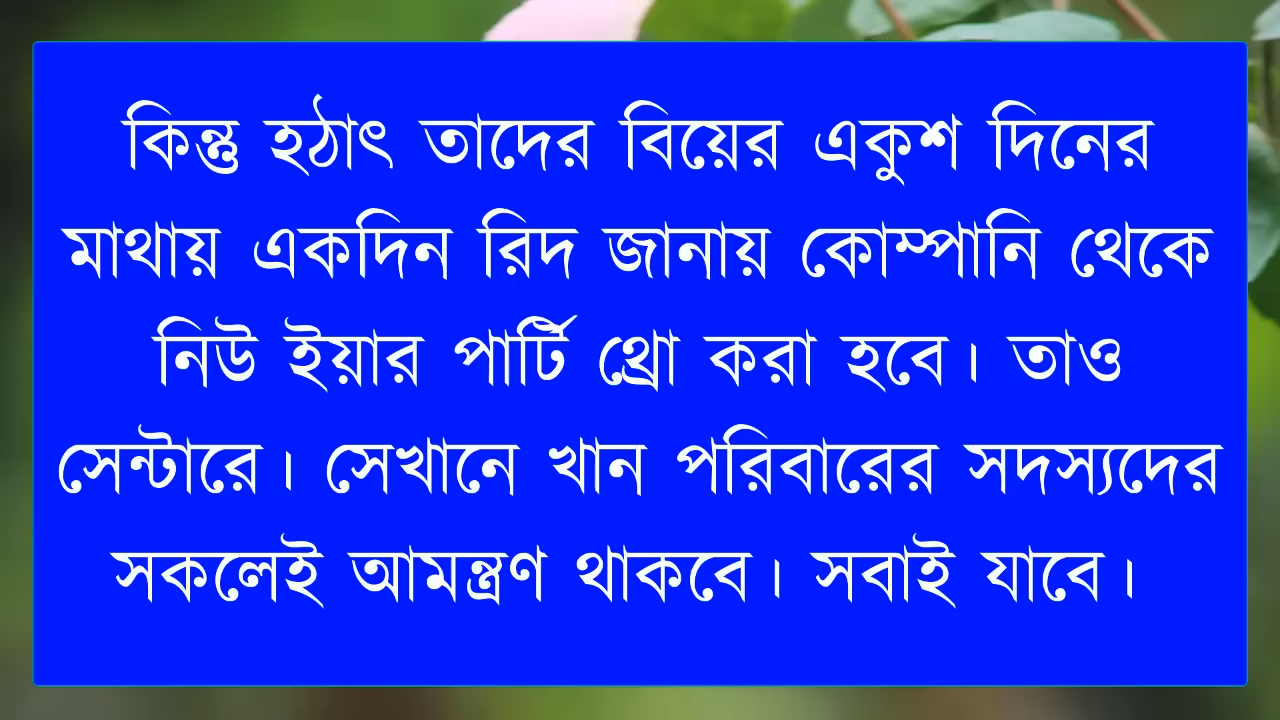 কিন্তু হঠাৎ তাদের বিয়ের একুশ দিনের
মাথায় একদিন রিদ জানায় কোম্পানি থেকে
নিউ ইয়ার পার্টি থ্রো করা হবে। তাও
সেন্টারে। সেখানে খান পরিবারের সদস্যদের
সকলেই আমন্ত্রণ থাকবে। সবাই যাবে।